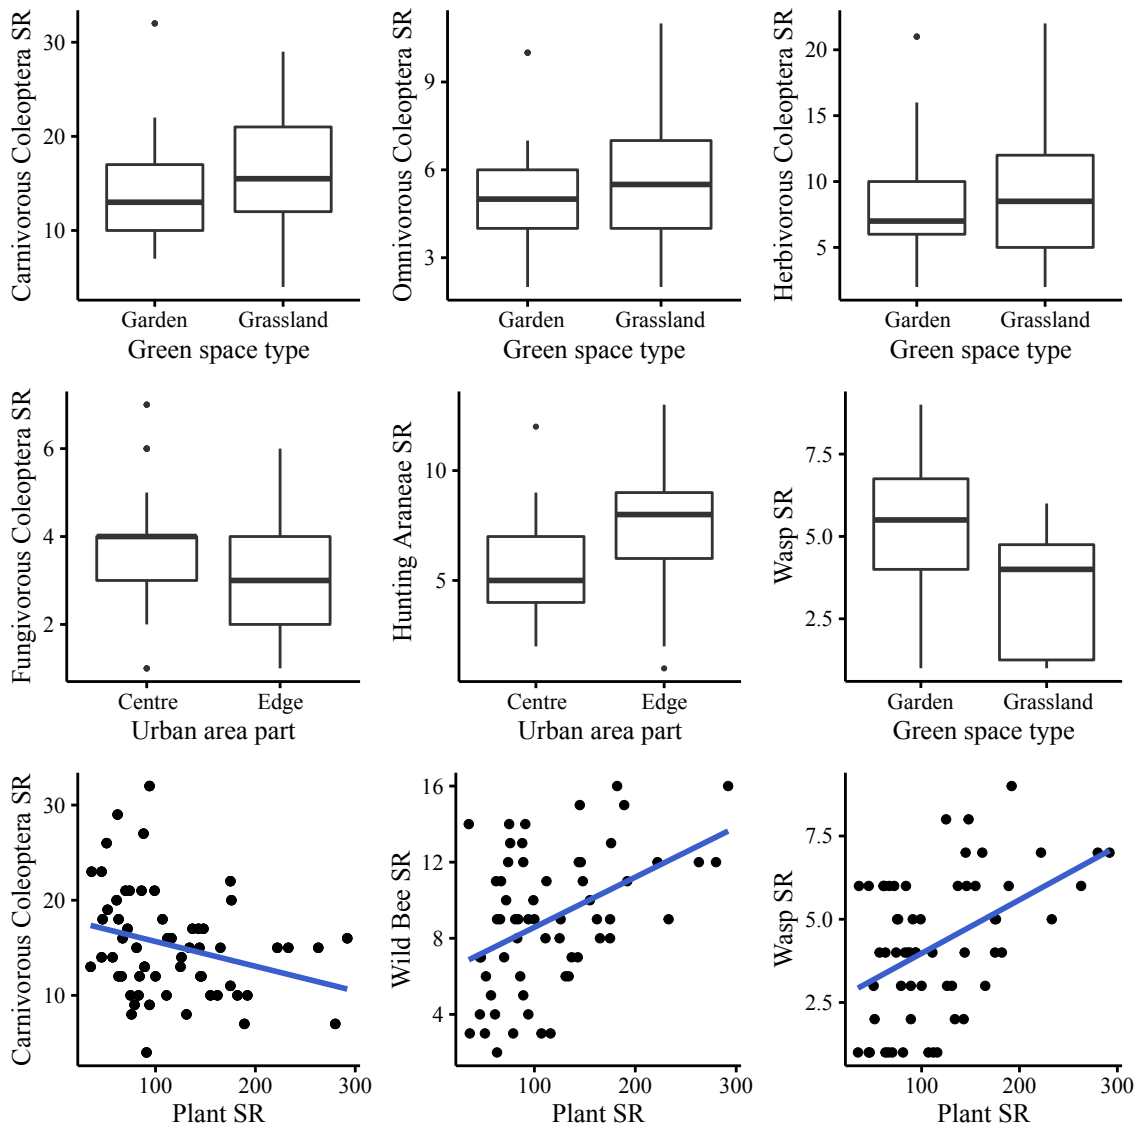 Carnivorous Coleoptera SR
30
20
10
Garden Grassland
Green space type
Omnivorous Coleoptera SR
9
6
3
Garden Grassland
Green space type
Herbivorous Coleoptera SR
20
15
10
5
Garden Grassland
Green space type
Fungivorous Coleoptera SR
6
4
2
Centre Edge
Urban area part
Hunting Araneae SR
10
5
Centre Edge
Urban area part
Wasp SR
7.5
5.0
2.5
Garden Grassland
Green space type
Carnivorous Coleoptera SR
30
20
10
100 200 300
Plant SR
Wild Bee SR
16
12
8
4
100 200 300
Plant SR
Wasp SR
7.5
5.0
2.5
100 200 300
Plant SR